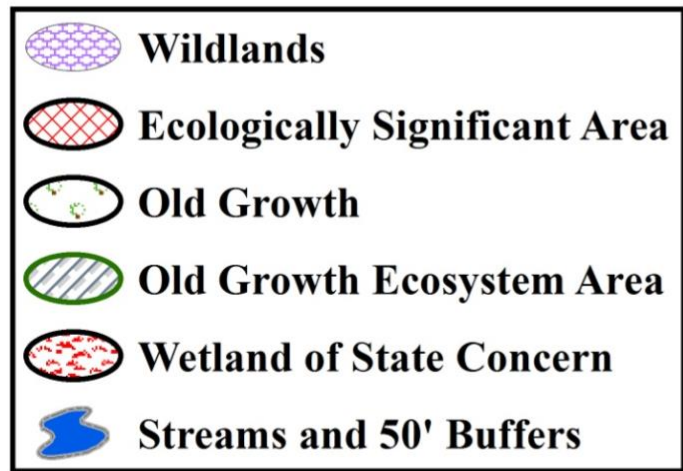 Wildlands
Ecologically Significant Area
Old Growth
Old Growth Ecosystem Area
Wetland of State Concern
Streams and 50' Buffers